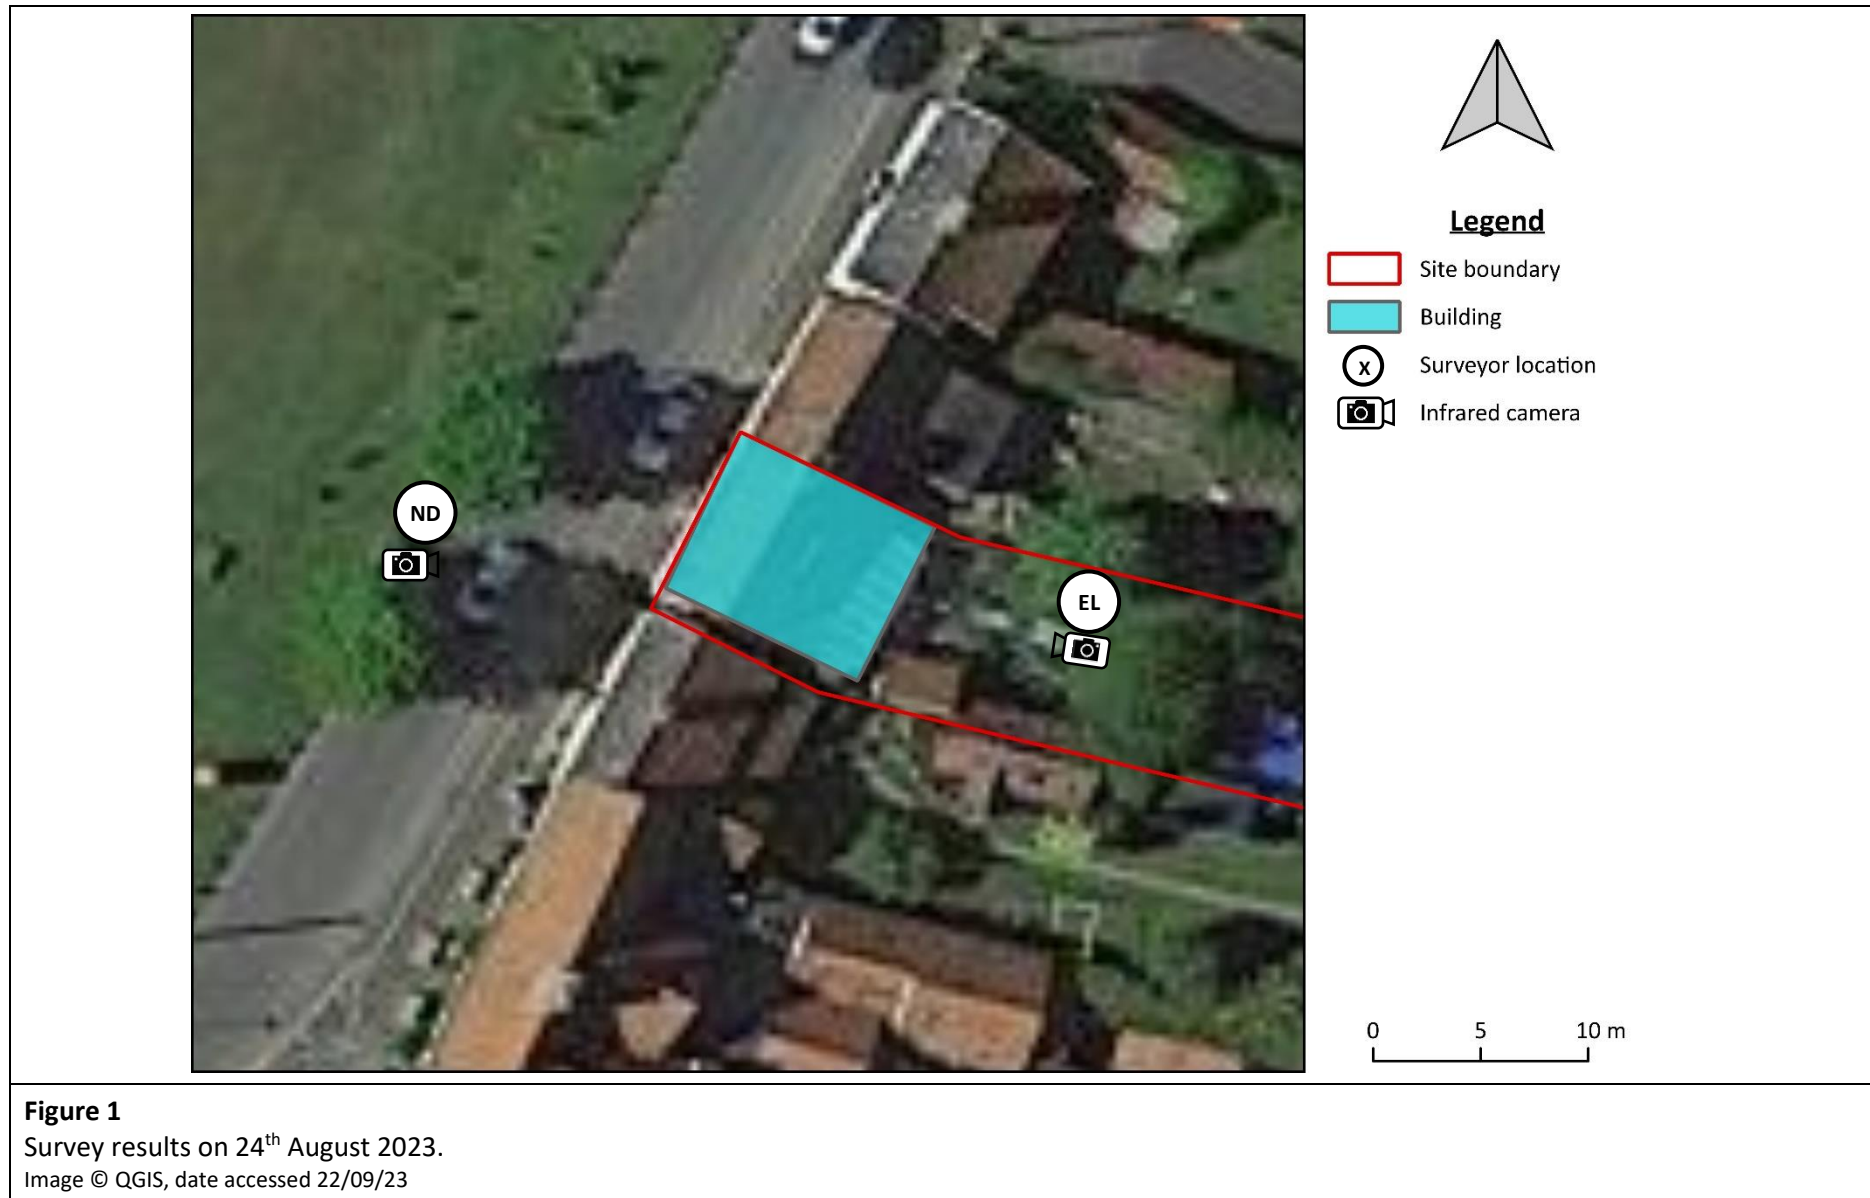 Legend
Site boundary
Building
X Surveyor location
Infrared camera
ND
EL
0 5 10 m
Figure 1
Survey results on 24th August 2023.
Image © QGIS, date accessed 22/09/23